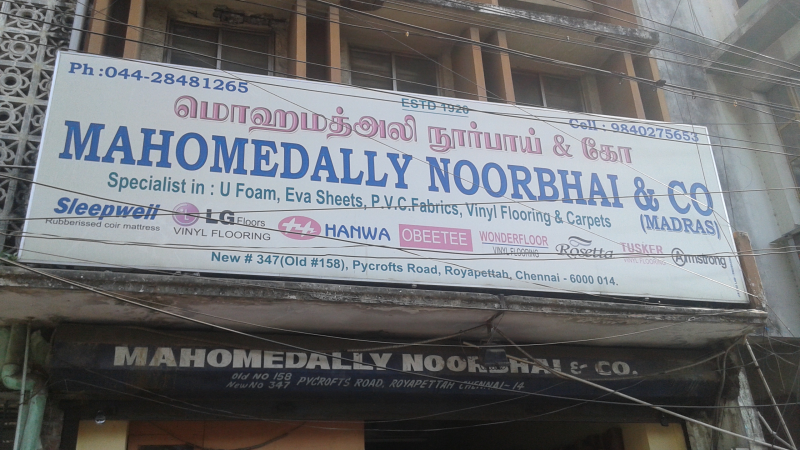 Ph :044-28481265
ESTD 1920
Cell : 9840275653
மொஹமத்அலி நூர்பாய் & கோ
MAHOMEDALLY NOORBHAI & CO
(MADRAS)
Specialist in : U Foam, Eva Sheets, P.V.C.Fabrics, Vinyl Flooring & Carpets
Sleepwell LG Floors HANWA OBEETEE WONDERFLOOR Rosetta TUSKER Armstrong
Rubberissed coir mattress VINYL FLOORING VINYL FLOORING VINYL FLOORING
New # 347(Old #158), Pycrofts Road, Royapettah, Chennai - 6000 014.
MAHOMEDALLY NOORBHAI & CO.
Old NO 158
New NO 347 PYCROFTS ROAD, ROYAPETTAH CHENNAI-14